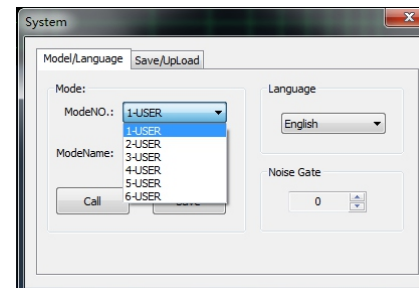 System
Model/Language
Save/UpLoad
Mode:
ModeNO.:
1-USER
1-USER
2-USER
3-USER
4-USER
5-USER
6-USER
ModeName:
Call
Language
English
Noise Gate
0